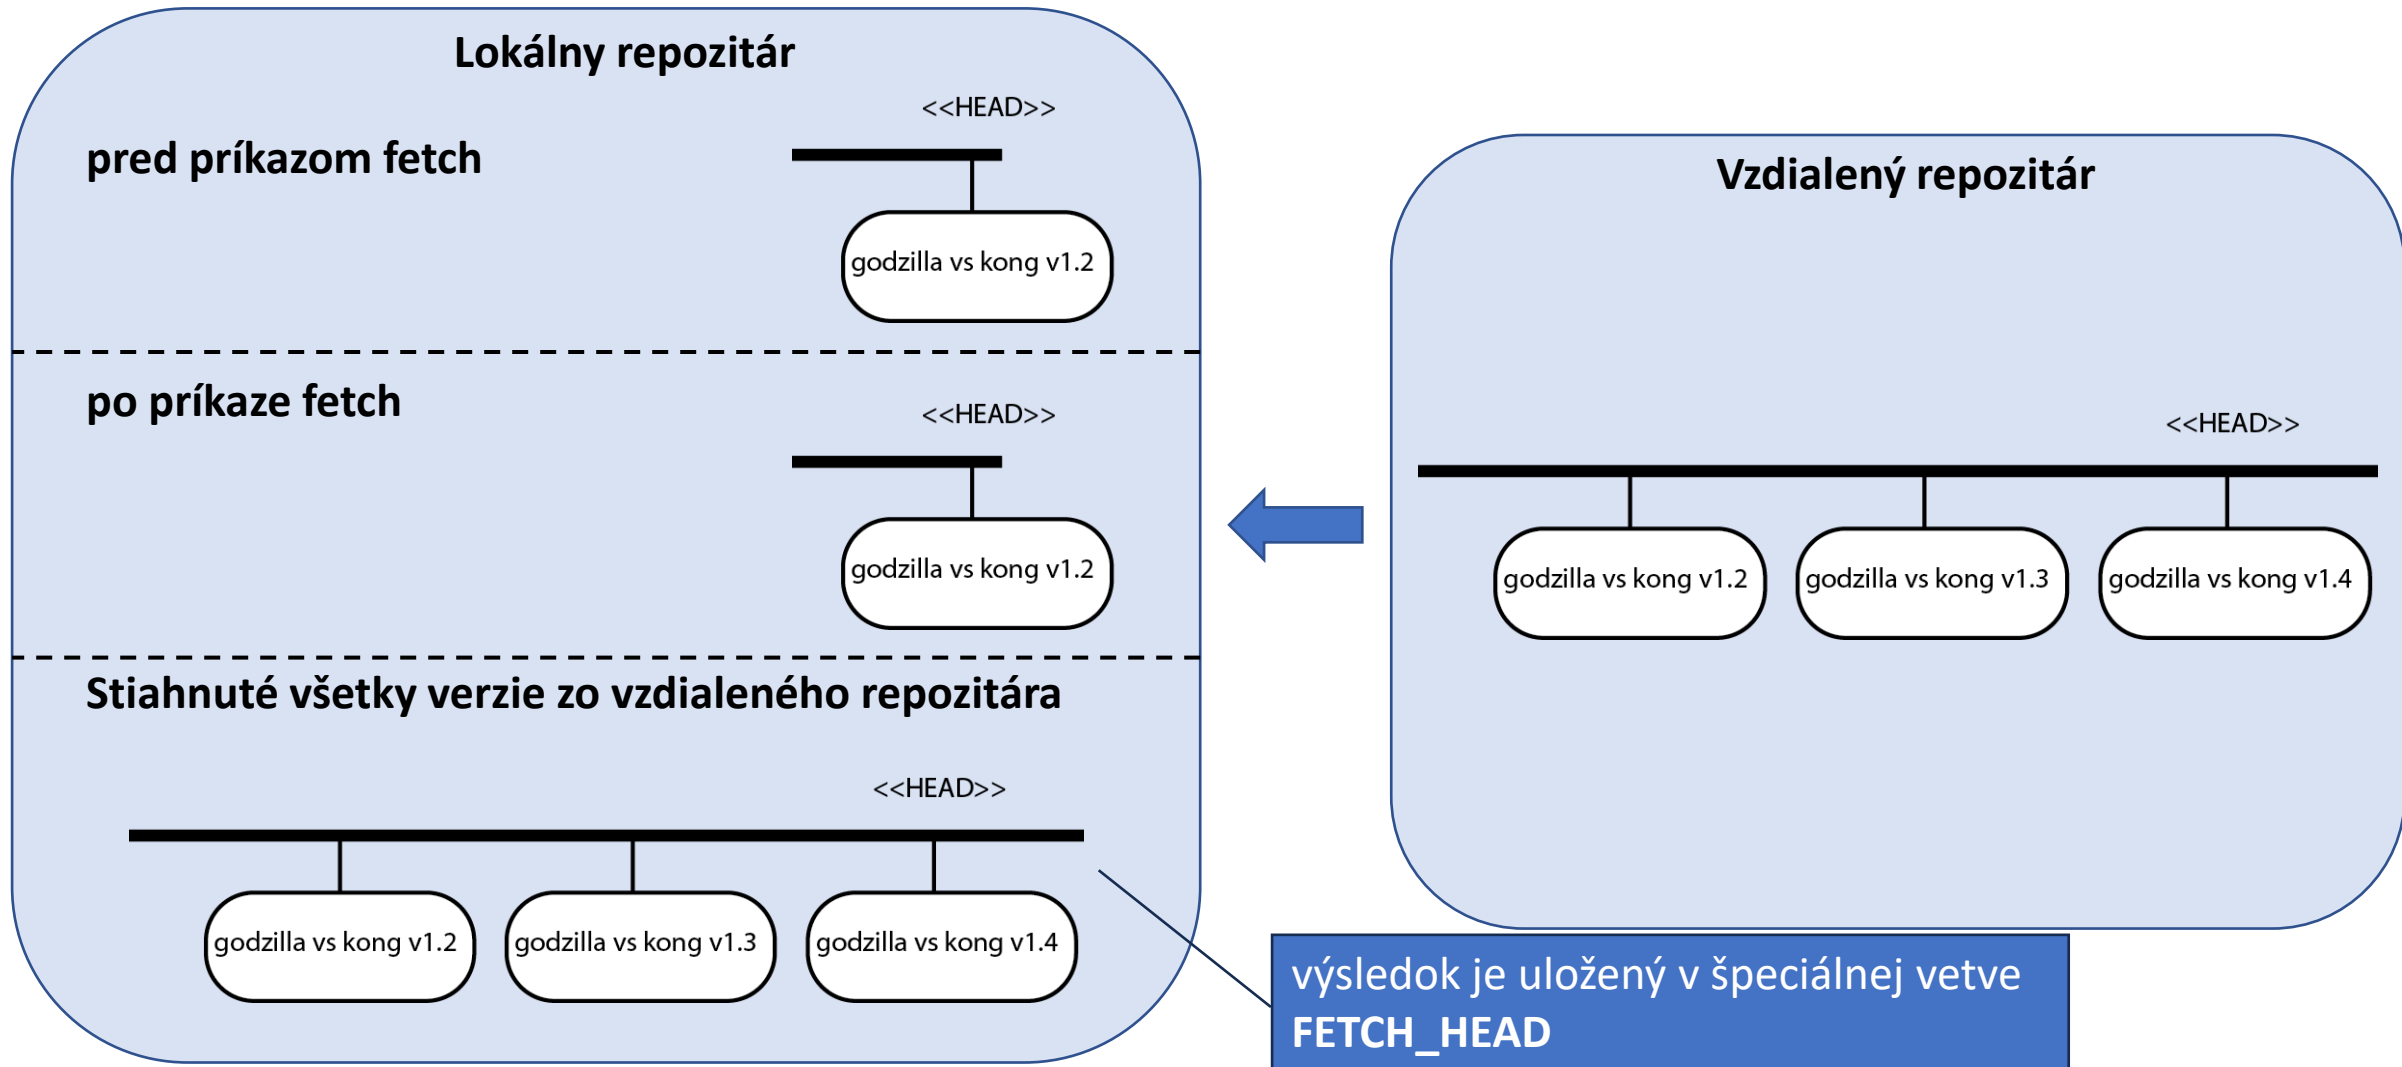 Lokálny repozitár
<<HEAD>>
pred príkazom fetch
godzilla vs kong v1.2
po príkaze fetch
<<HEAD>>
godzilla vs kong v1.2
Stiahnuté všetky verzie zo vzdialeného repozitára
<<HEAD>>
godzilla vs kong v1.2
godzilla vs kong v1.3
godzilla vs kong v1.4
Vzdialený repozitár
<<HEAD>>
godzilla vs kong v1.2
godzilla vs kong v1.3
godzilla vs kong v1.4
výsledok je uložený v špeciálnej vetve
FETCH_HEAD